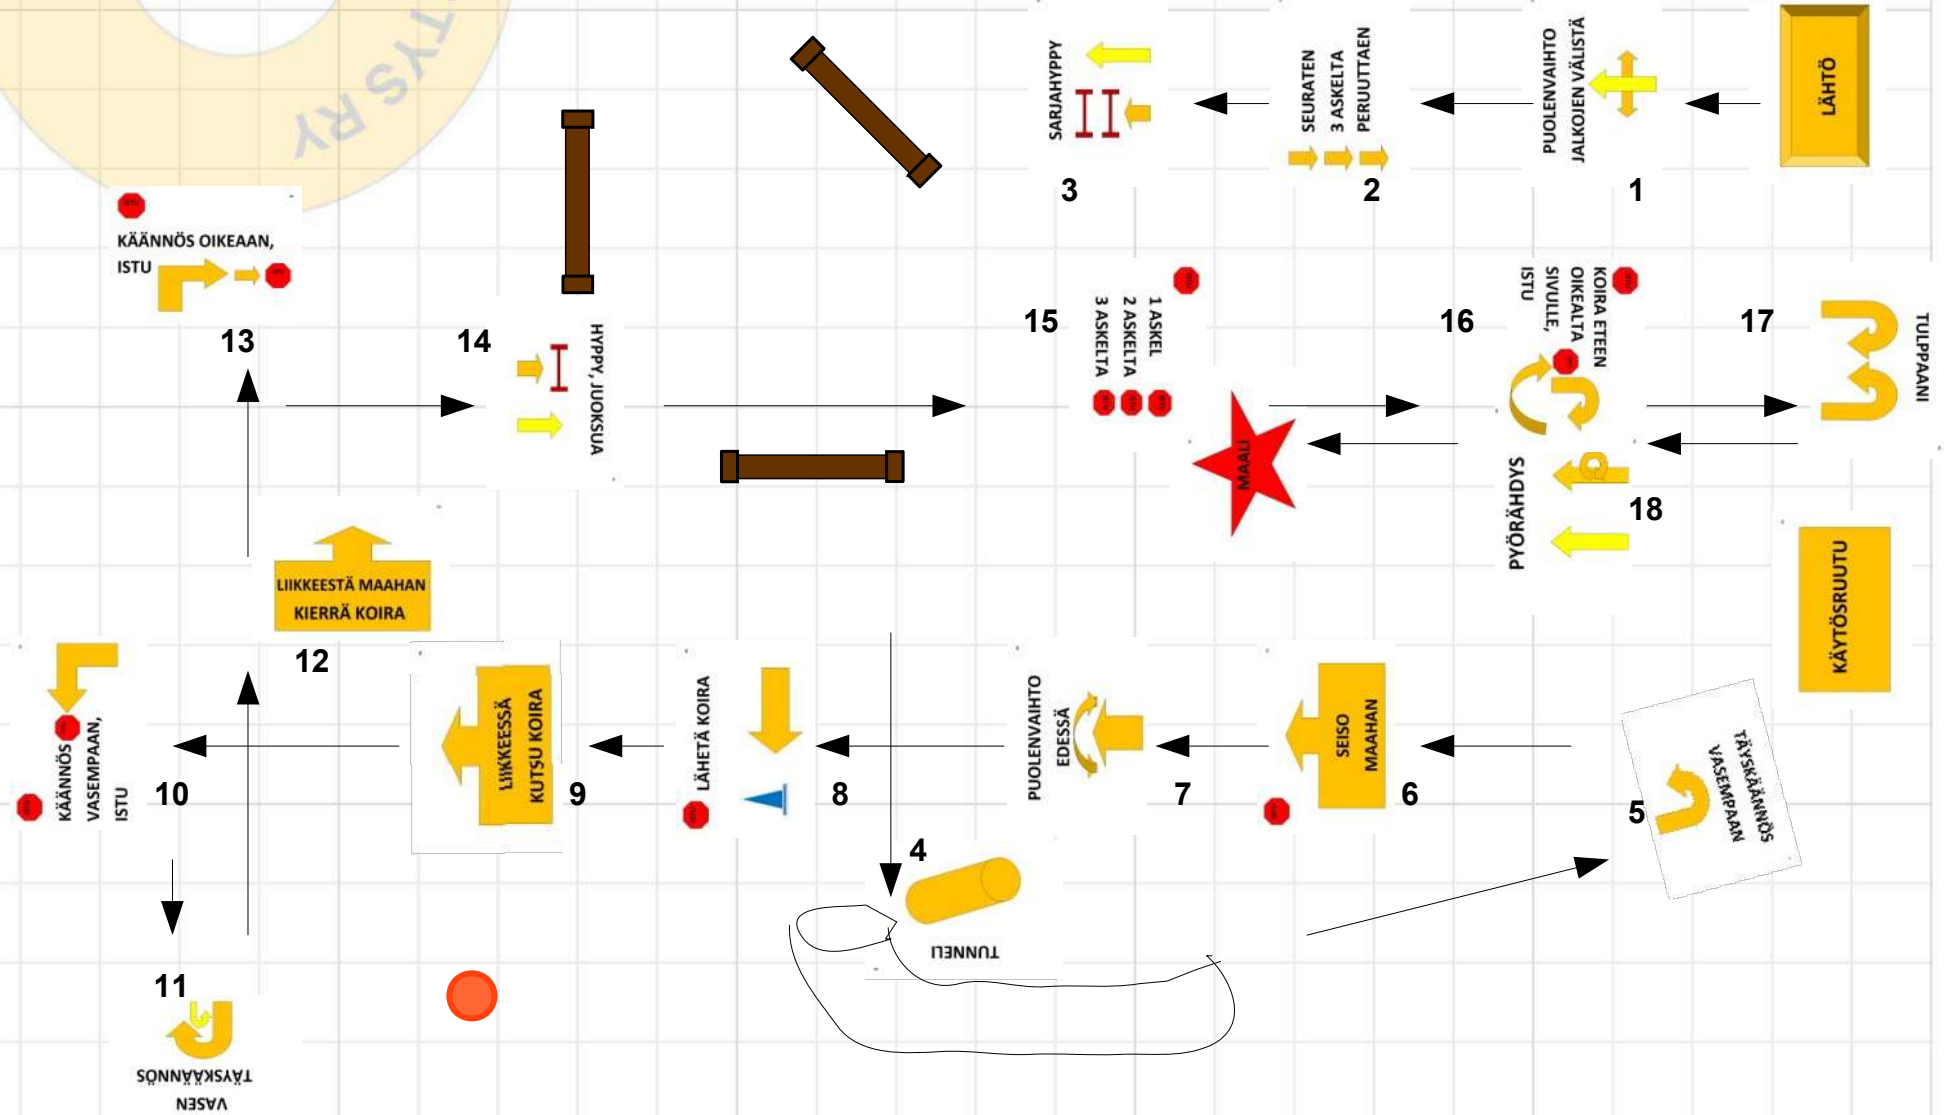 TYS RY
LÄHTÖ
PUOLENVAIHTO
JALKOJEN VÄLISTÄ
1
SEURATEN
3 ASKELTA
PERUUTTAEN
2
SARJAHYPPY
3
4
TUNNELI
5
TÄYSKÄÄNNÖS
VASEMPAAN
6
SEISO
MAAHAN
7
PUOLENVAIHTO
EDESSÄ
8
LÄHETÄ KOIRA
9
LIIKKEESSÄ
KUTSU KOIRA
10
KÄÄNNÖS
VASEMPAAN,
ISTU
11
VASEN
TÄYSKÄÄNNÖS
12
LIIKKEESTÄ MAAHAN
KIERRÄ KOIRA
13
KÄÄNNÖS OIKEAAN,
ISTU
14
HYPPY, JUOKSUA
15
1 ASKEL
2 ASKELTA
3 ASKELTA
16
KOIRA ETEEN
OIKEALTA
SIVULLE,
ISTU
17
TULPPAANI
18
PYÖRÄHDYS
MAALI
KÄYTÖSRUUTU